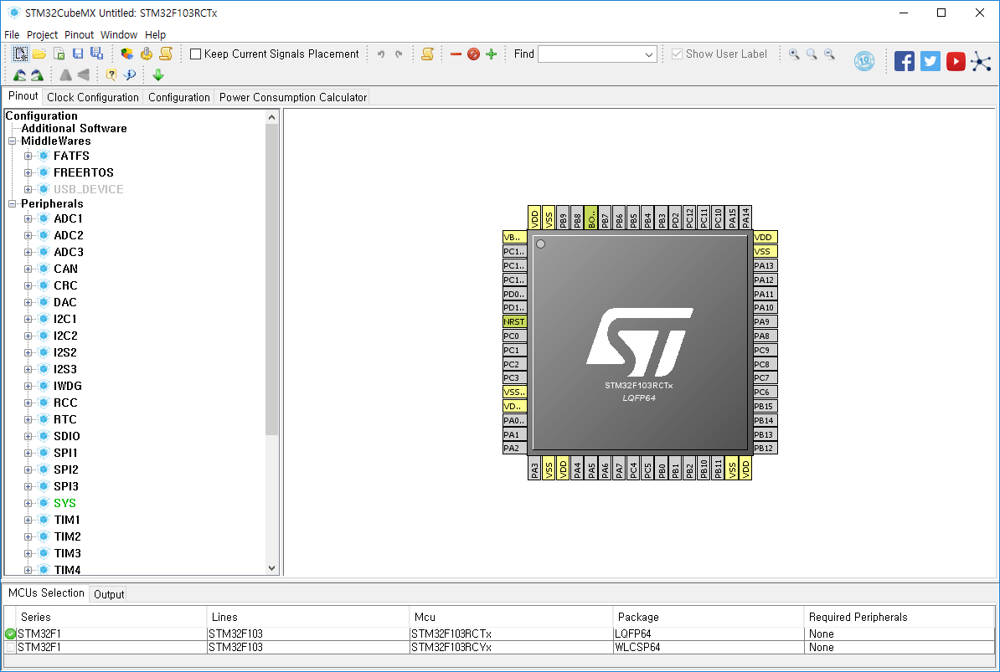 STM32CubeMX Untitled: STM32F103RCTx
File Project Pinout Window Help
Keep Current Signals Placement Find Show User Label 10
Pinout Clock Configuration Configuration Power Consumption Calculator
Configuration
Additional Software
MiddleWares
FATFS
FREERTOS
USB_DEVICE
Peripherals
ADC1
ADC2
ADC3
CAN
CRC
DAC
I2C1
I2C2
I2S2
I2S3
IWDG
RCC
RTC
SDIO
SPI1
SPI2
SPI3
SYS
TIM1
TIM2
TIM3
TIM4
VDD VSS PB9 PB8 BO.. PB7 PB6 PB5 PB4 PB3 PD2 PC12 PC11 PC10 PA15 PA14
VB..
PC1..
PC1..
PC1..
PD0..
PD1..
NRST
PC0
PC1
PC2
PC3
VSS..
VD..
PA0..
PA1
PA2
ST
STM32F103RCTx
LQFP64
VDD
VSS
PA13
PA12
PA11
PA10
PA9
PA8
PC9
PC8
PC7
PC6
PB15
PB14
PB13
PB12
PA3 VSS VDD PA4 PA5 PA6 PA7 PC4 PC5 PB0 PB1 PB2 PB10 PB11 VSS VDD
MCUs Selection Output
Series Lines Mcu Package Required Peripherals
STM32F1 STM32F103 STM32F103RCTx LQFP64 None
STM32F1 STM32F103 STM32F103RCYx WLCSP64 None